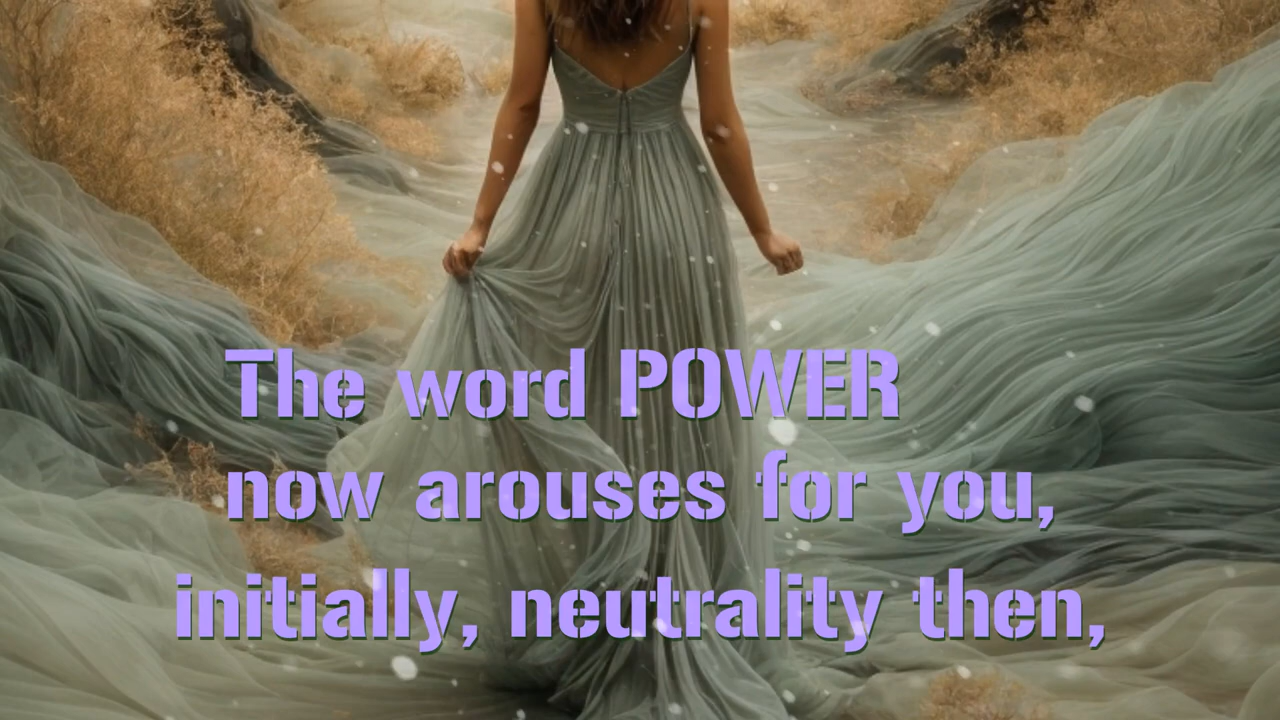 The word POWER
now arouses for you,
initially, neutrality then,